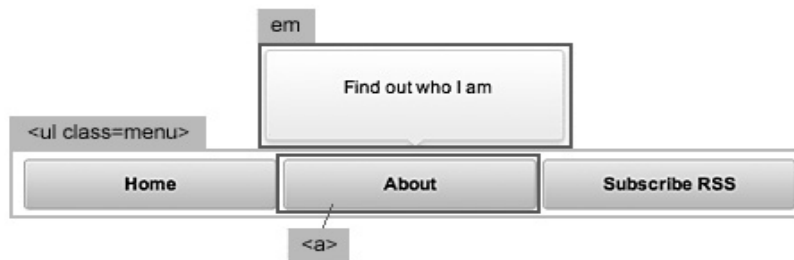 em
Find out who I am
<ul class=menu>
Home About Subscribe RSS
<a>